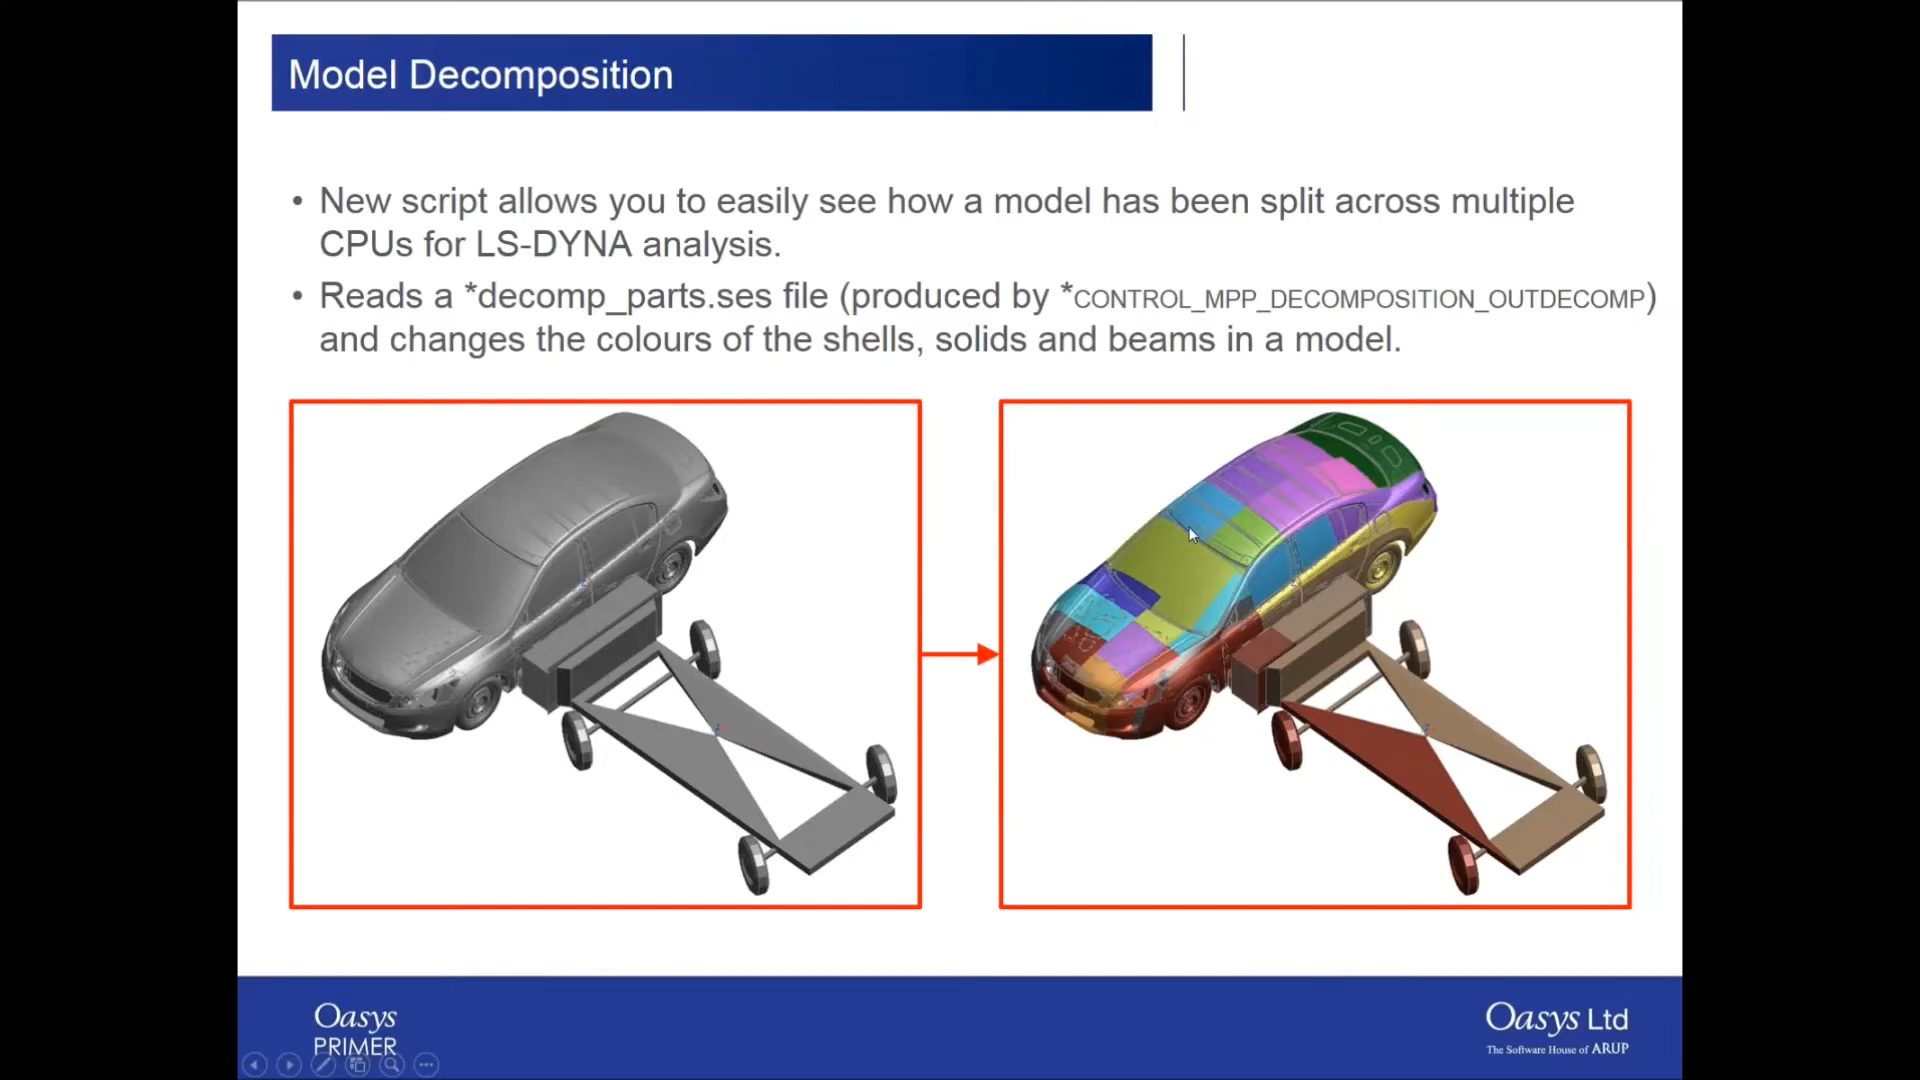 Model Decomposition
• New script allows you to easily see how a model has been split across multiple
CPUs for LS-DYNA analysis.
• Reads a *decomp_parts.ses file (produced by *CONTROL_MPP_DECOMPOSITION_OUTDECOMP)
and changes the colours of the shells, solids and beams in a model.
Oasys
PRIMER
Oasys Ltd
The Software House of ARUP